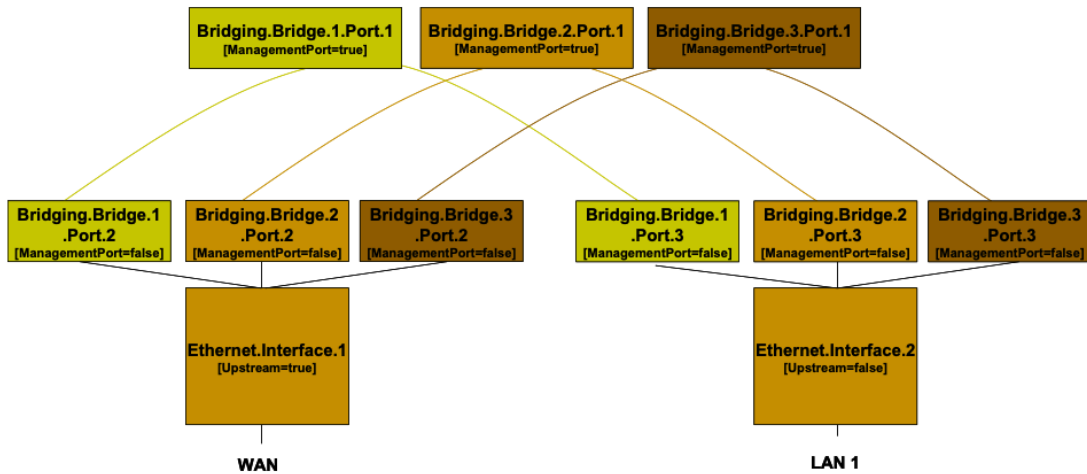 Bridging.Bridge.1.Port.1
[ManagementPort=true]
Bridging.Bridge.2.Port.1
[ManagementPort=true]
Bridging.Bridge.3.Port.1
[ManagementPort=true]
Bridging.Bridge.1
.Port.2
[ManagementPort=false]
Bridging.Bridge.2
.Port.2
[ManagementPort=false]
Bridging.Bridge.3
.Port.2
[ManagementPort=false]
Bridging.Bridge.1
.Port.3
[ManagementPort=false]
Bridging.Bridge.2
.Port.3
[ManagementPort=false]
Bridging.Bridge.3
.Port.3
[ManagementPort=false]
Ethernet.Interface.1
[Upstream=true]
Ethernet.Interface.2
[Upstream=false]
WAN
LAN 1